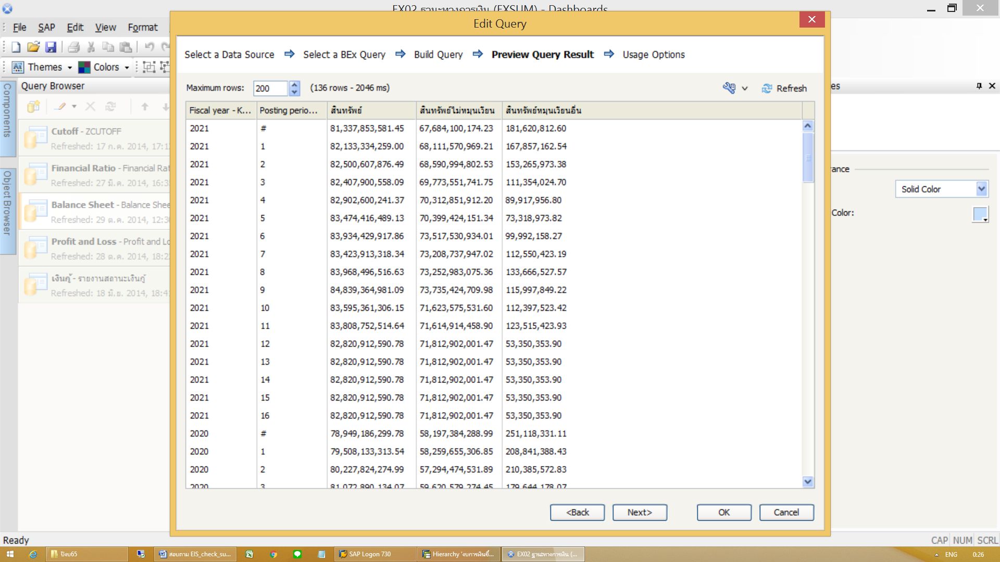 EX02 ฐานะทางการเงิน (EXSUM) - Dashboards
Edit Query
File SAP Edit View Format
Select a Data Source Select a BEx Query Build Query Preview Query Result Usage Options
Themes Colors
Components
Object Browser
Query Browser
Cutoff - ZCUTOFF
Refreshed: 17 ก.ค. 2014, 17:1
Financial Ratio - Financial Rat
Refreshed: 27 มี.ค. 2014, 16:3
Balance Sheet - Balance Shee
Refreshed: 29 ต.ค. 2014, 12:3
Profit and Loss - Profit and Lo
Refreshed: 28 ต.ค. 2014, 18:2
เงินกู้ - รายงานสถานะเงินกู้
Refreshed: 18 มิ.ย. 2014, 18:4
Maximum rows: 200 (136 rows - 2046 ms) Refresh
Fiscal year - K... Posting perio... สินทรัพย์ สินทรัพย์ไม่หมุนเวียน สินทรัพย์หมุนเวียนอื่น
2021 # 81,337,853,581.45 67,684,100,174.23 181,620,812.60
2021 1 82,133,334,259.00 68,111,570,969.21 167,857,162.54
2021 2 82,500,607,876.49 68,590,994,802.53 153,265,973.38
2021 3 82,407,900,558.09 69,773,551,741.75 111,354,024.70
2021 4 82,902,600,241.37 70,312,851,912.20 89,917,956.80
2021 5 83,474,416,489.13 70,399,424,151.34 73,318,973.82
2021 6 83,934,429,917.86 73,517,530,934.01 99,992,158.27
2021 7 83,423,913,318.34 73,208,737,947.02 112,550,423.19
2021 8 83,968,496,516.63 73,252,983,075.36 133,666,527.57
2021 9 84,839,364,981.09 73,735,424,709.98 115,997,849.22
2021 10 83,595,361,306.15 71,623,575,531.60 112,397,523.42
2021 11 83,808,752,514.64 71,614,914,458.90 123,515,423.93
2021 12 82,820,912,590.78 71,812,902,001.47 53,350,353.90
2021 13 82,820,912,590.78 71,812,902,001.47 53,350,353.90
2021 14 82,820,912,590.78 71,812,902,001.47 53,350,353.90
2021 15 82,820,912,590.78 71,812,902,001.47 53,350,353.90
2021 16 82,820,912,590.78 71,812,902,001.47 53,350,353.90
2020 # 78,949,186,299.78 58,197,384,288.99 251,118,331.11
2020 1 79,508,133,313.54 58,259,655,306.85 208,841,388.43
2020 2 80,227,824,274.99 57,294,474,531.89 210,385,572.83
2020 3 81,072,890,134.07 59,620,579,274.45 179,644,178.07
<Back Next> OK Cancel
es
rance
Solid Color
Color:
Ready
CAP NUM SCRL
ปิงบ65
สอบถาม EIS_check_su...
SAP Logon 730
Hierarchy 'งบการเงินขึ้...
EX02 ฐานะทางการเงิน (...
ENG 0:26